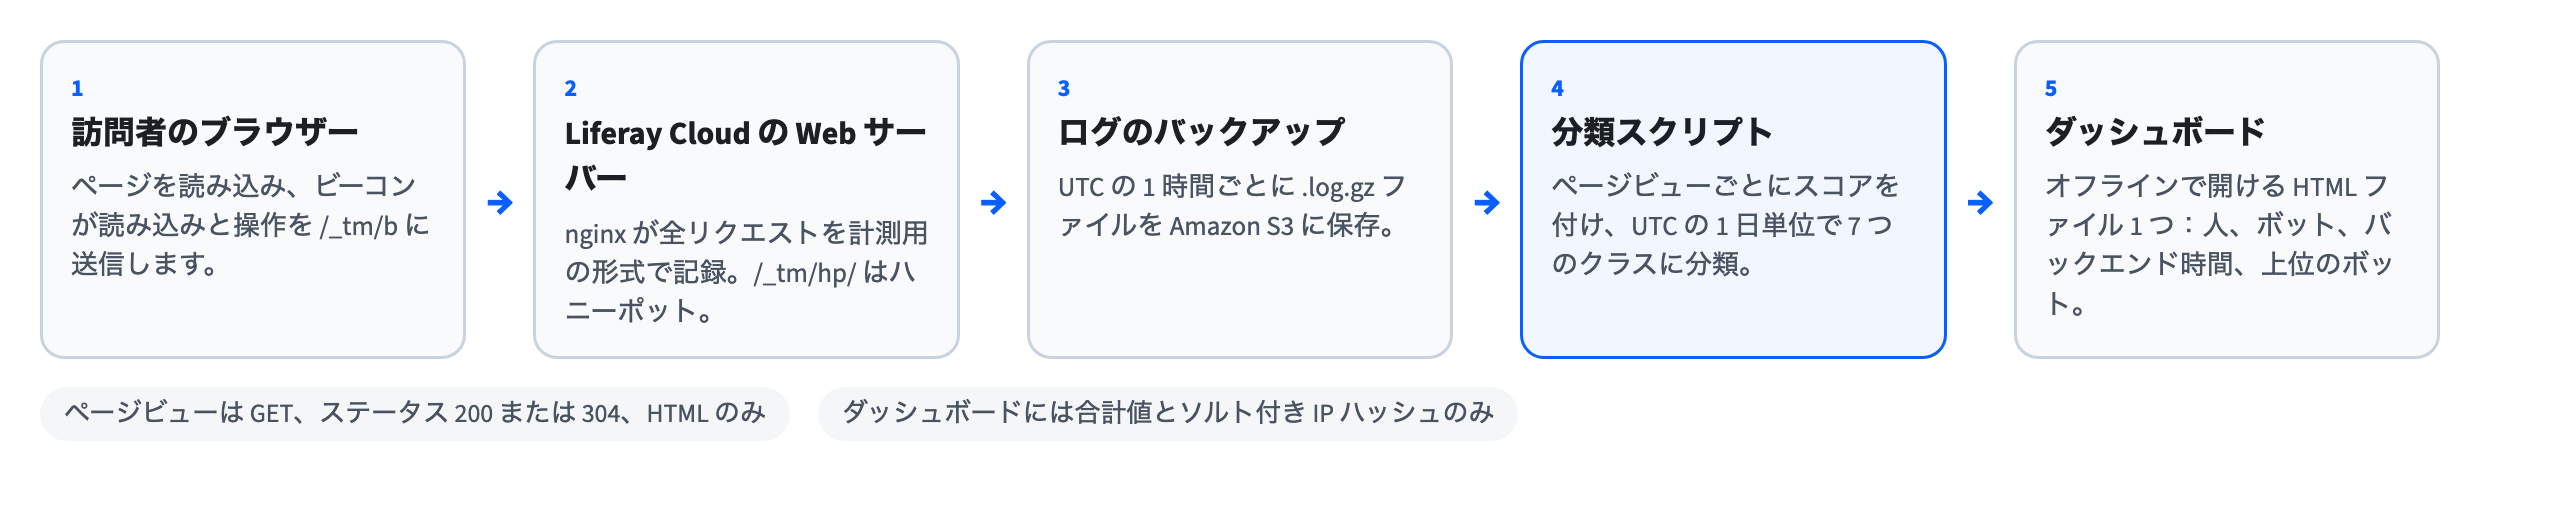 1
訪問者のブラウザー
ページを読み込み、ビーコン
が読み込みと操作を /_tm/b に
送信します。
2
Liferay Cloud の Web サー
バー
nginx が全リクエストを計測用
の形式で記録。/_tm/hp/ はハ
ニーポット。
3
ログのバックアップ
UTC の 1 時間ごとに .log.gz フ
ァイルを Amazon S3 に保存。
4
分類スクリプト
ページビューごとにスコアを
付け、UTC の 1 日単位で 7 つ
のクラスに分類。
5
ダッシュボード
オフラインで開ける HTML フ
ァイル 1 つ：人、ボット、バ
ックエンド時間、上位のボッ
ト。
ページビューは GET、ステータス 200 または 304、HTML のみ
ダッシュボードには合計値とソルト付き IP ハッシュのみ